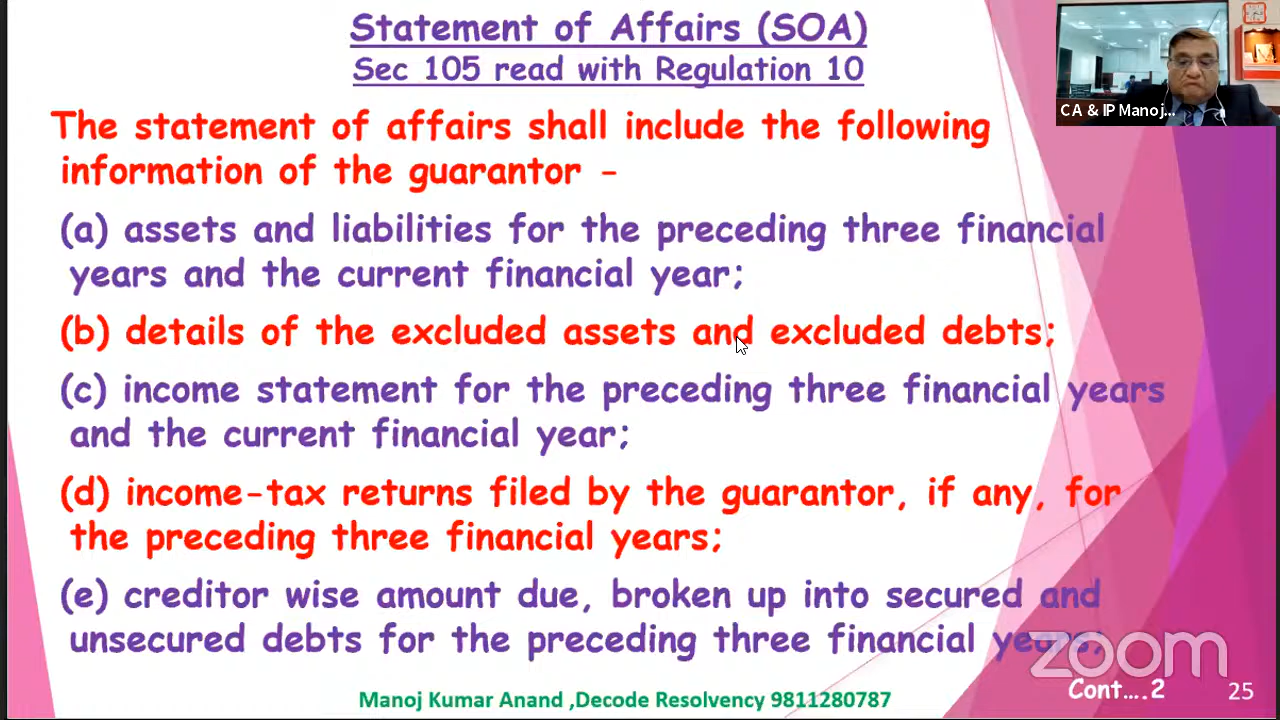 Statement of Affairs (SOA)
Sec 105 read with Regulation 10
CA & IP Manoj...
The statement of affairs shall include the following
information of the guarantor -
(a) assets and liabilities for the preceding three financial
years and the current financial year;
(b) details of the excluded assets and excluded debts;
(c) income statement for the preceding three financial years
and the current financial year;
(d) income-tax returns filed by the guarantor, if any, for
the preceding three financial years;
(e) creditor wise amount due, broken up into secured and
unsecured debts for the preceding three financial years;
zoom
Cont....2
Manoj Kumar Anand ,Decode Resolvency 9811280787
25